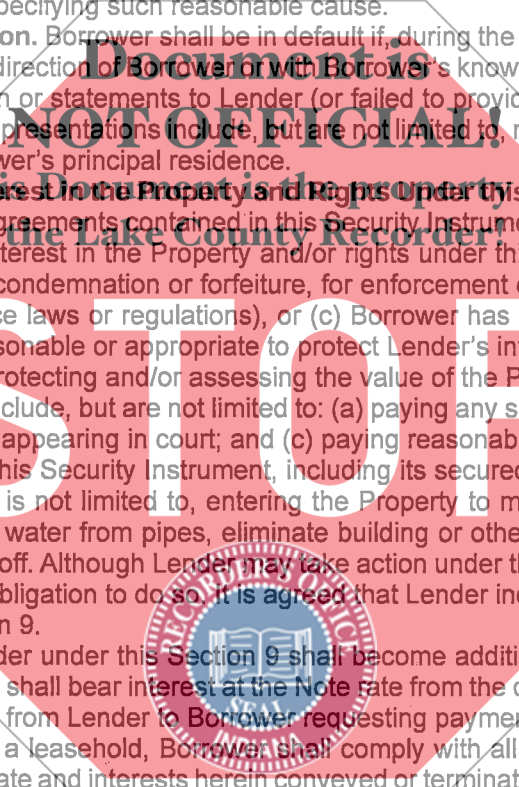 pecifying such reasonable cause.
on. Borrower shall be in default if, during the
direction of Borrower or with Borrower's know
Document is
n or statements to Lender (or failed to provid
presentations include, but are not limited to, r
NOT OFFICIAL!
wer's principal residence.
rest in the Property and Rights Under this
is Document is the property
greements contained in this Security Instrume
the Lake County Recorder!
terest in the Property and/or rights under th
condemnation or forfeiture, for enforcement o
ce laws or regulations), or (c) Borrower has
sonable or appropriate to protect Lender's int
rotecting and/or assessing the value of the P
STOP
clude, but are not limited to: (a) paying any s
appearing in court; and (c) paying reasonab
his Security Instrument, including its secured
is not limited to, entering the Property to m
water from pipes, eliminate building or othe
off. Although Lender may take action under th
bligation to do so. It is agreed that Lender inc
n 9.
der under this Section 9 shall become additi
shall bear interest at the Note rate from the d
from Lender to Borrower requesting paymen
a leasehold, Borrower shall comply with all
ate and interests herein conveyed or terminat
RECORDER'S OFFICE
SEAL
INDIANA